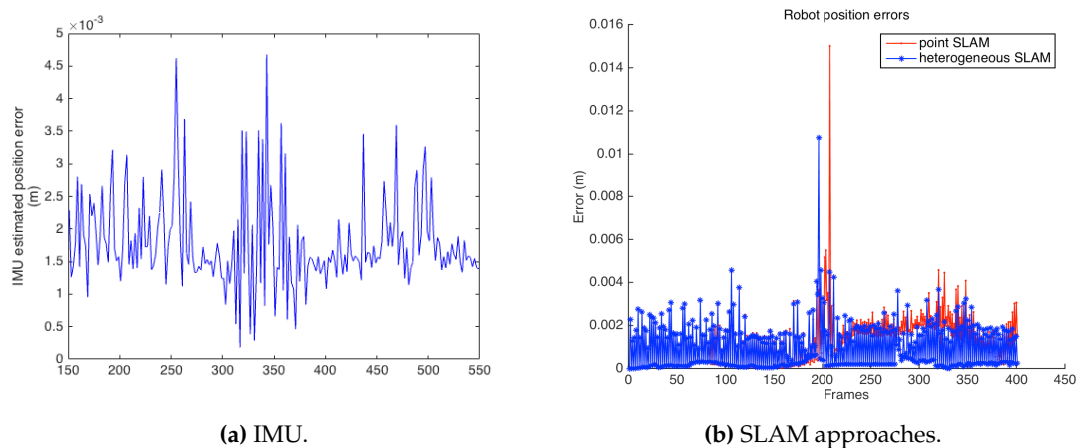 ×10⁻³
5
4.5
4
3.5
3
2.5
2
1.5
1
0.5
0
IMU estimated position error
(m)
150 200 250 300 350 400 450 500 550
(a) IMU.
Robot position errors
point SLAM
heterogeneous SLAM
0.016
0.014
0.012
0.01
0.008
0.006
0.004
0.002
0
Error (m)
0 50 100 150 200 250 300 350 400 450
Frames
(b) SLAM approaches.